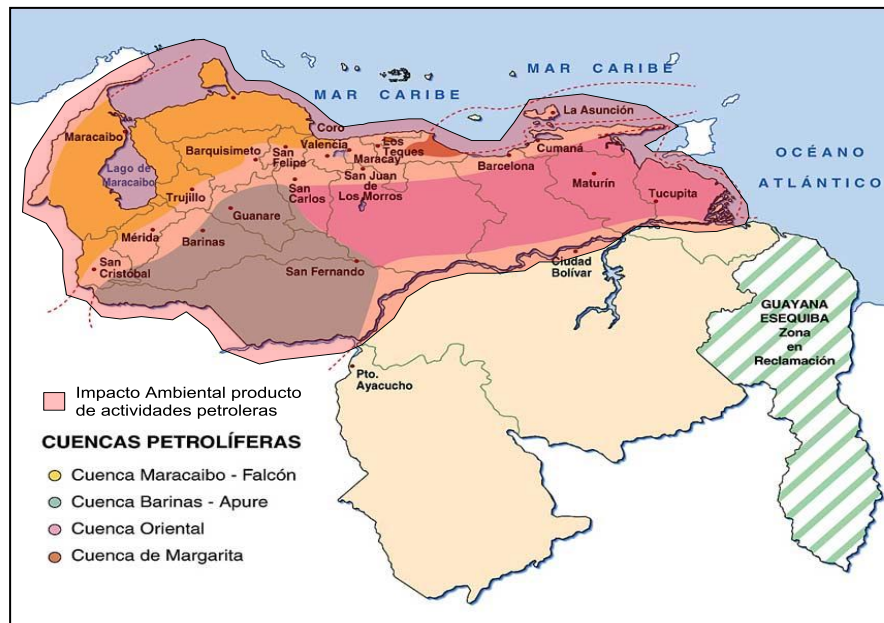 MAR CARIBE
MAR CARIBE
La Asunción
Maracaibo
Coro
Barquisimeto
San
Felipe
Valencia
Los
Teques
Maracay
Barcelona
Cumaná
OCÉANO
ATLÁNTICO
Lago de
Maracaibo
Trujillo
San
Carlos
San Juan
de
Los Morros
Maturín
Tucupita
Guanare
Mérida
Barinas
San
Cristóbal
San Fernando
Ciudad
Bolívar
GUAYANA
ESEQUIBA
Zona
en
Reclamación
Pto.
Ayacucho
Impacto Ambiental producto
de actividades petroleras
CUENCAS PETROLÍFERAS
Cuenca Maracaibo - Falcón
Cuenca Barinas - Apure
Cuenca Oriental
Cuenca de Margarita